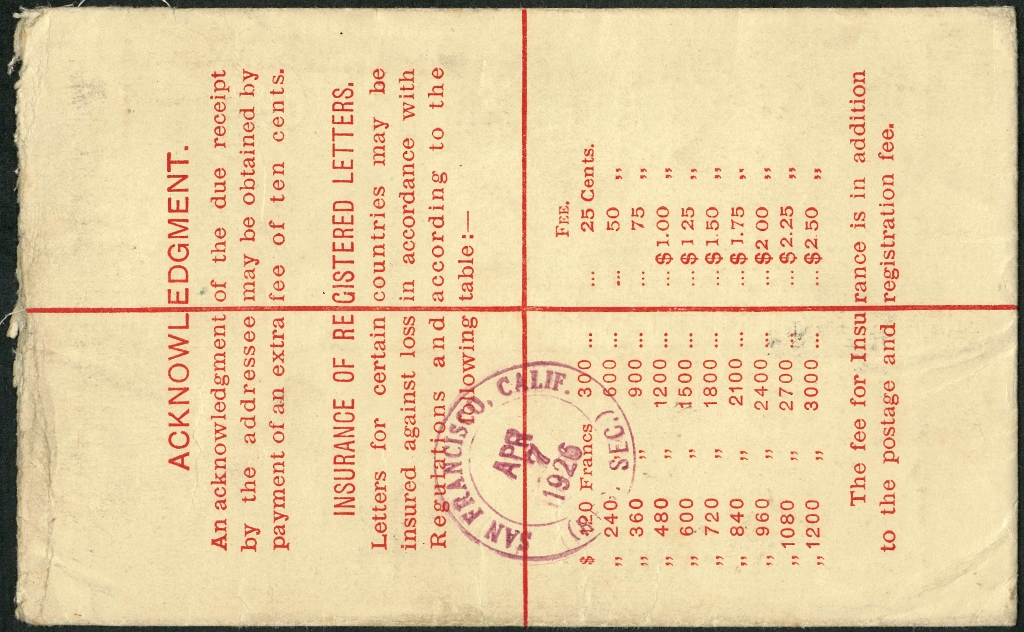 ACKNOWLEDGMENT.
An acknowledgment of the due receipt
by the addressee may be obtained by
payment of an extra fee of ten cents.
INSURANCE OF REGISTERED LETTERS.
Letters for certain countries may be
insured against loss in accordance with
Regulations and according to the
following table:—
FEE.
$ 120 Francs 300 ... ... 25 Cents.
„ 240 „ 600 ... ... 50 „
„ 360 „ 900 ... ... 75 „
„ 480 „ 1200 ... ...$1.00 „
„ 600 „ 1500 ... ...$1 25 „
„ 720 „ 1800 ... ...$1.50 „
„ 840 „ 2100 ... ...$1.75 „
„ 960 „ 2400 ... ...$2 00 „
„ 1080 „ 2700 ... ...$2.25 „
„ 1200 „ 3000 ... ...$2.50 „
The fee for Insurance is in addition
to the postage and registration fee.
SAN FRANCISCO, CALIF.
APR
7
1926
SEC.)